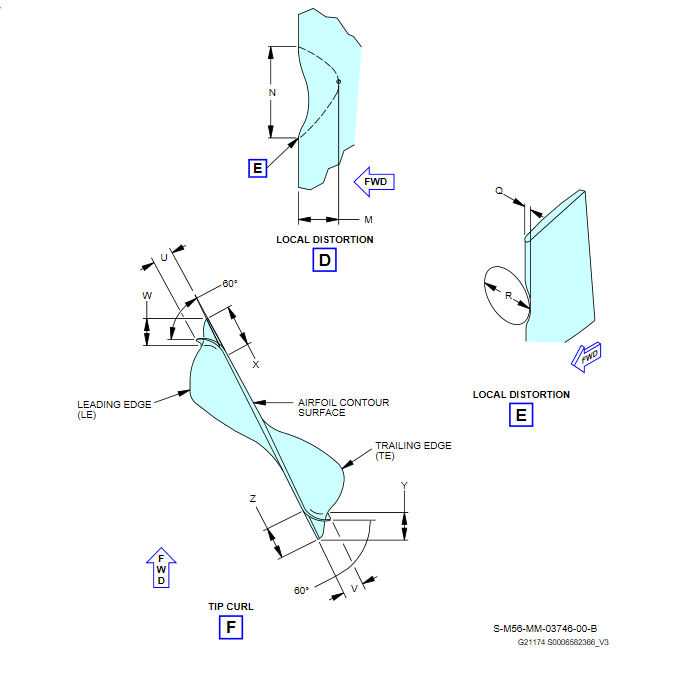 N
E
FWD
M
LOCAL DISTORTION
D
Q
R
FWD
LOCAL DISTORTION
E
U
W
60°
X
LEADING EDGE
(LE)
AIRFOIL CONTOUR
SURFACE
TRAILING EDGE
(TE)
Z
Y
F
W
D
60°
V
TIP CURL
F
S-M56-MM-03746-00-B
G21174 S0006582366_V3